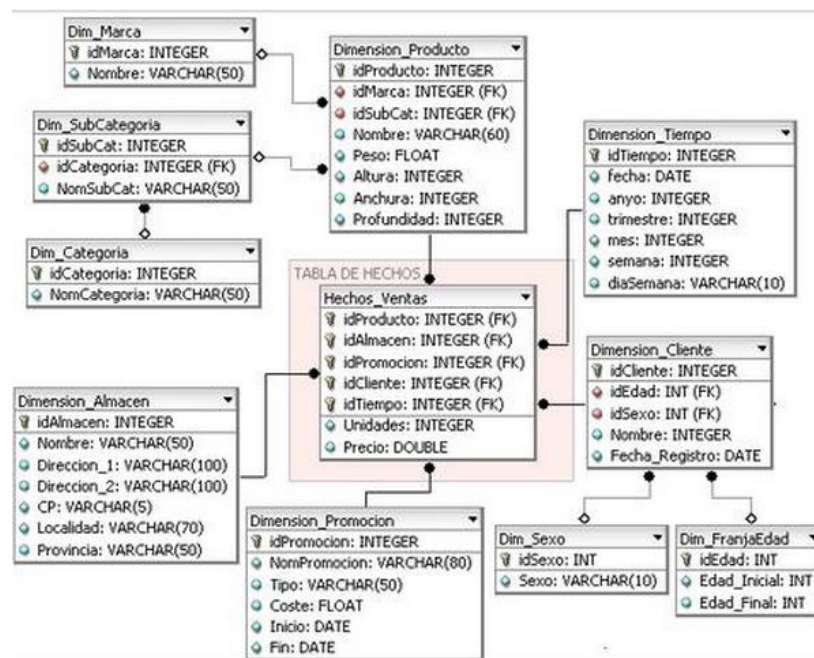 Dim_Marca
idMarca: INTEGER
Nombre: VARCHAR(50)
Dimension_Producto
idProducto: INTEGER
idMarca: INTEGER (FK)
idSubCat: INTEGER (FK)
Nombre: VARCHAR(60)
Peso: FLOAT
Altura: INTEGER
Anchura: INTEGER
Profundidad: INTEGER
Dim_SubCategoria
idSubCat: INTEGER
idCategoria: INTEGER (FK)
NomSubCat: VARCHAR(50)
Dim_Categoria
idCategoria: INTEGER
NomCategoria: VARCHAR(50)
Dimension_Tiempo
idTiempo: INTEGER
fecha: DATE
anyo: INTEGER
trimestre: INTEGER
mes: INTEGER
semana: INTEGER
diaSemana: VARCHAR(10)
TABLA DE HECHOS
Hechos_Ventas
idProducto: INTEGER (FK)
idAlmacen: INTEGER (FK)
idPromocion: INTEGER (FK)
idCliente: INTEGER (FK)
idTiempo: INTEGER (FK)
Unidades: INTEGER
Precio: DOUBLE
Dimension_Cliente
idCliente: INTEGER
idEdad: INT (FK)
idSexo: INT (FK)
Nombre: INTEGER
Fecha_Registro: DATE
Dimension_Almacen
idAlmacen: INTEGER
Nombre: VARCHAR(50)
Direccion_1: VARCHAR(100)
Direccion_2: VARCHAR(100)
CP: VARCHAR(5)
Localidad: VARCHAR(70)
Provincia: VARCHAR(50)
Dimension_Promocion
idPromocion: INTEGER
NomPromocion: VARCHAR(80)
Tipo: VARCHAR(50)
Coste: FLOAT
Inicio: DATE
Fin: DATE
Dim_Sexo
idSexo: INT
Sexo: VARCHAR(10)
Dim_FranjaEdad
idEdad: INT
Edad_Inicial: INT
Edad_Final: INT